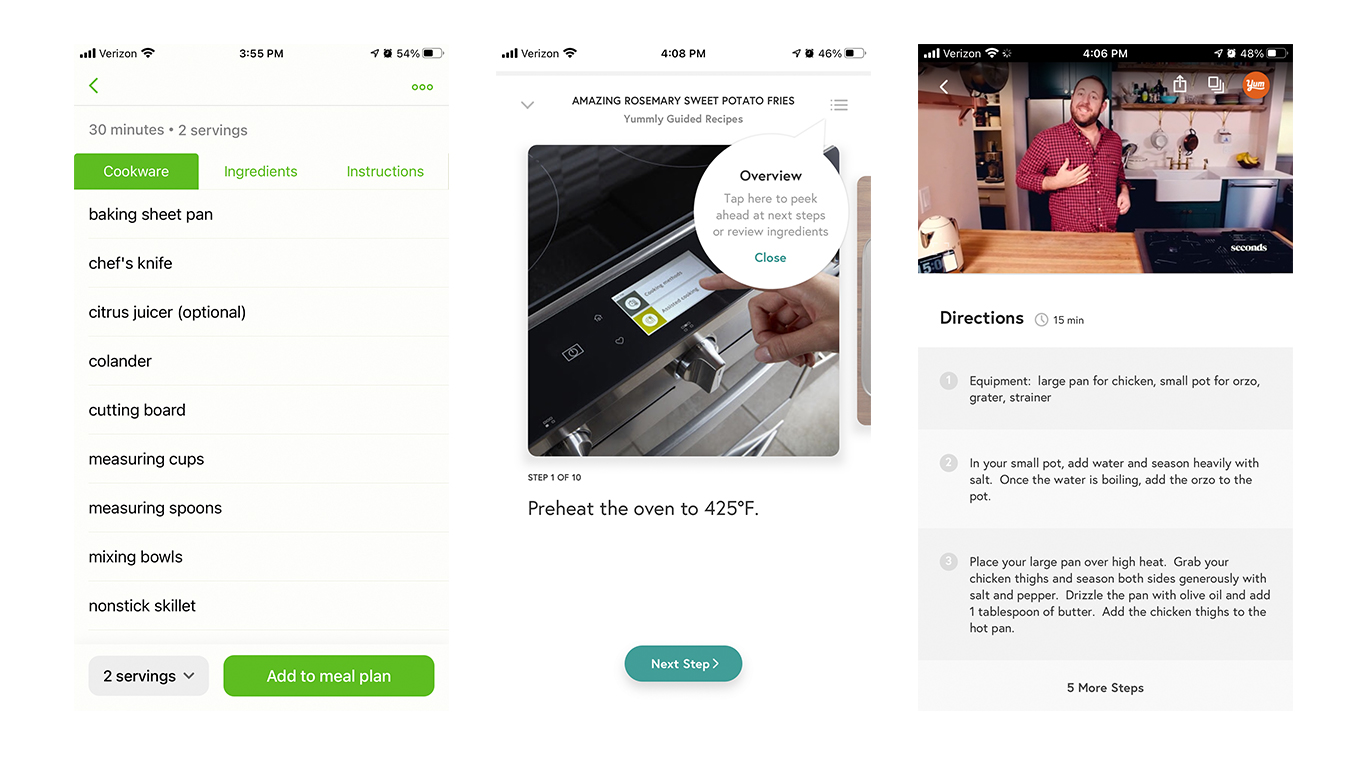 Verizon 3:55 PM 54%
30 minutes • 2 servings
Cookware Ingredients Instructions
baking sheet pan
chef's knife
citrus juicer (optional)
colander
cutting board
measuring cups
measuring spoons
mixing bowls
nonstick skillet
2 servings
Add to meal plan
Verizon 4:08 PM 46%
AMAZING ROSEMARY SWEET POTATO FRIES
Yummly Guided Recipes
Overview
Tap here to peek
ahead at next steps
or review ingredients
Close
Cooking methods
Assisted cooking
STEP 1 OF 10
Preheat the oven to 425°F.
Next Step
Verizon 4:06 PM 48%
Yum
seconds
Directions 15 min
1 Equipment: large pan for chicken, small pot for orzo,
grater, strainer
2 In your small pot, add water and season heavily with
salt. Once the water is boiling, add the orzo to the
pot.
3 Place your large pan over high heat. Grab your
chicken thighs and season both sides generously with
salt and pepper. Drizzle the pan with olive oil and add
1 tablespoon of butter. Add the chicken thighs to the
hot pan.
5 More Steps